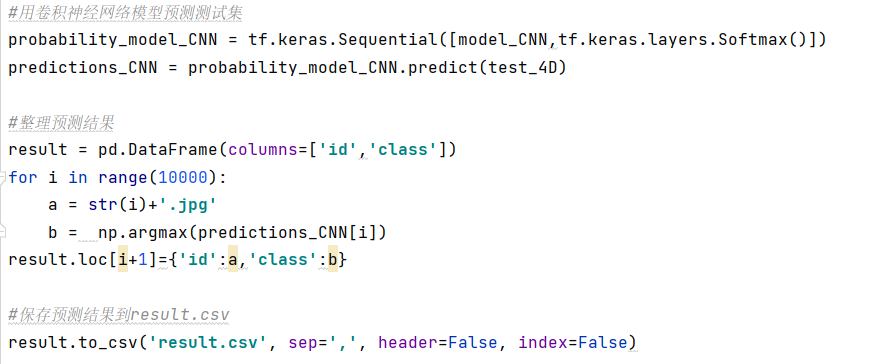 #用卷积神经网络模型预测测试集
probability_model_CNN = tf.keras.Sequential([model_CNN,tf.keras.layers.Softmax()])
predictions_CNN = probability_model_CNN.predict(test_4D)
#整理预测结果
result = pd.DataFrame(columns=['id','class'])
for i in range(10000):
    a = str(i)+'.jpg'
    b =  np.argmax(predictions_CNN[i])
result.loc[i+1]={'id':a,'class':b}
#保存预测结果到result.csv
result.to_csv('result.csv', sep=',', header=False, index=False)